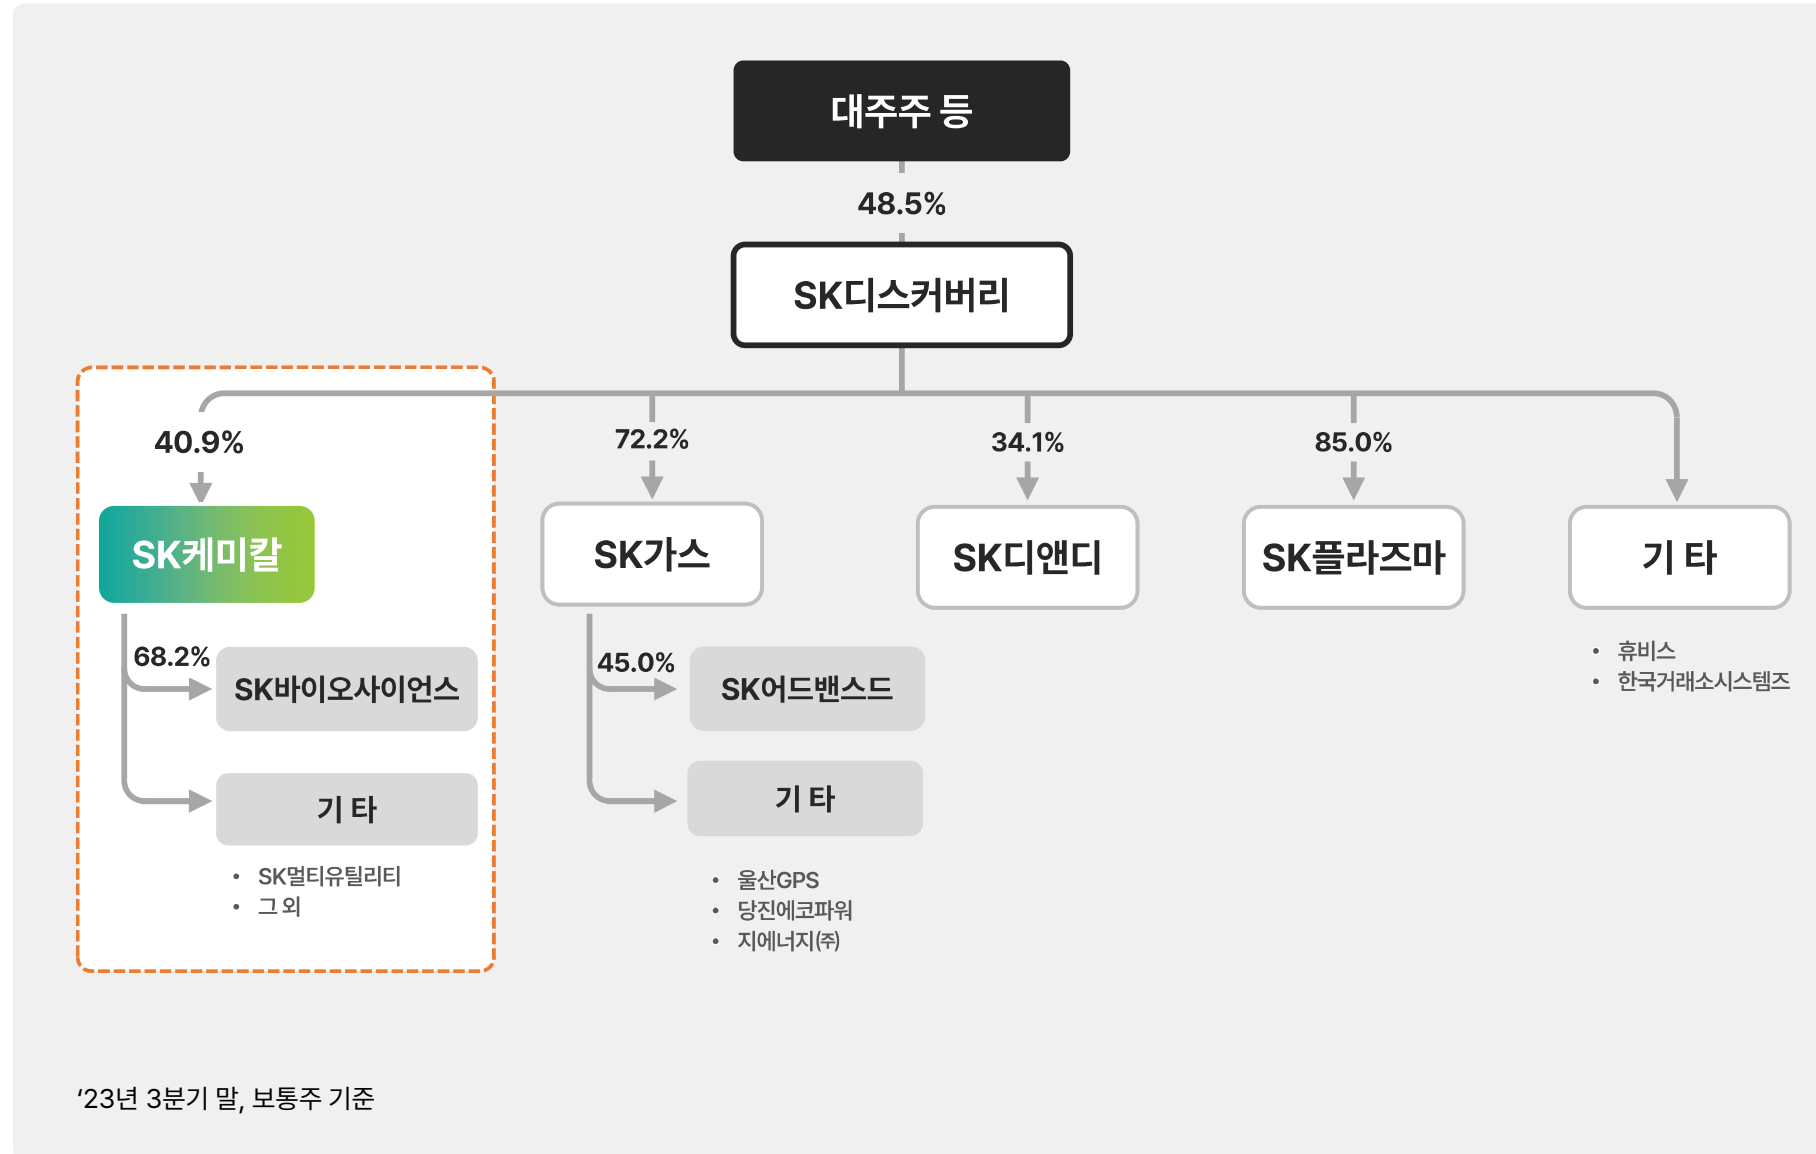 대주주 등
48.5%
SK디스커버리
40.9%
72.2%
34.1%
85.0%
SK케미칼
SK가스
SK디앤디
SK플라즈마
기 타
• 휴비스
• 한국거래소시스템즈
68.2%
SK바이오사이언스
기 타
• SK멀티유틸리티
• 그 외
45.0%
SK어드밴스드
기 타
• 울산GPS
• 당진에코파워
• 지에너지㈜
‘23년 3분기 말, 보통주 기준